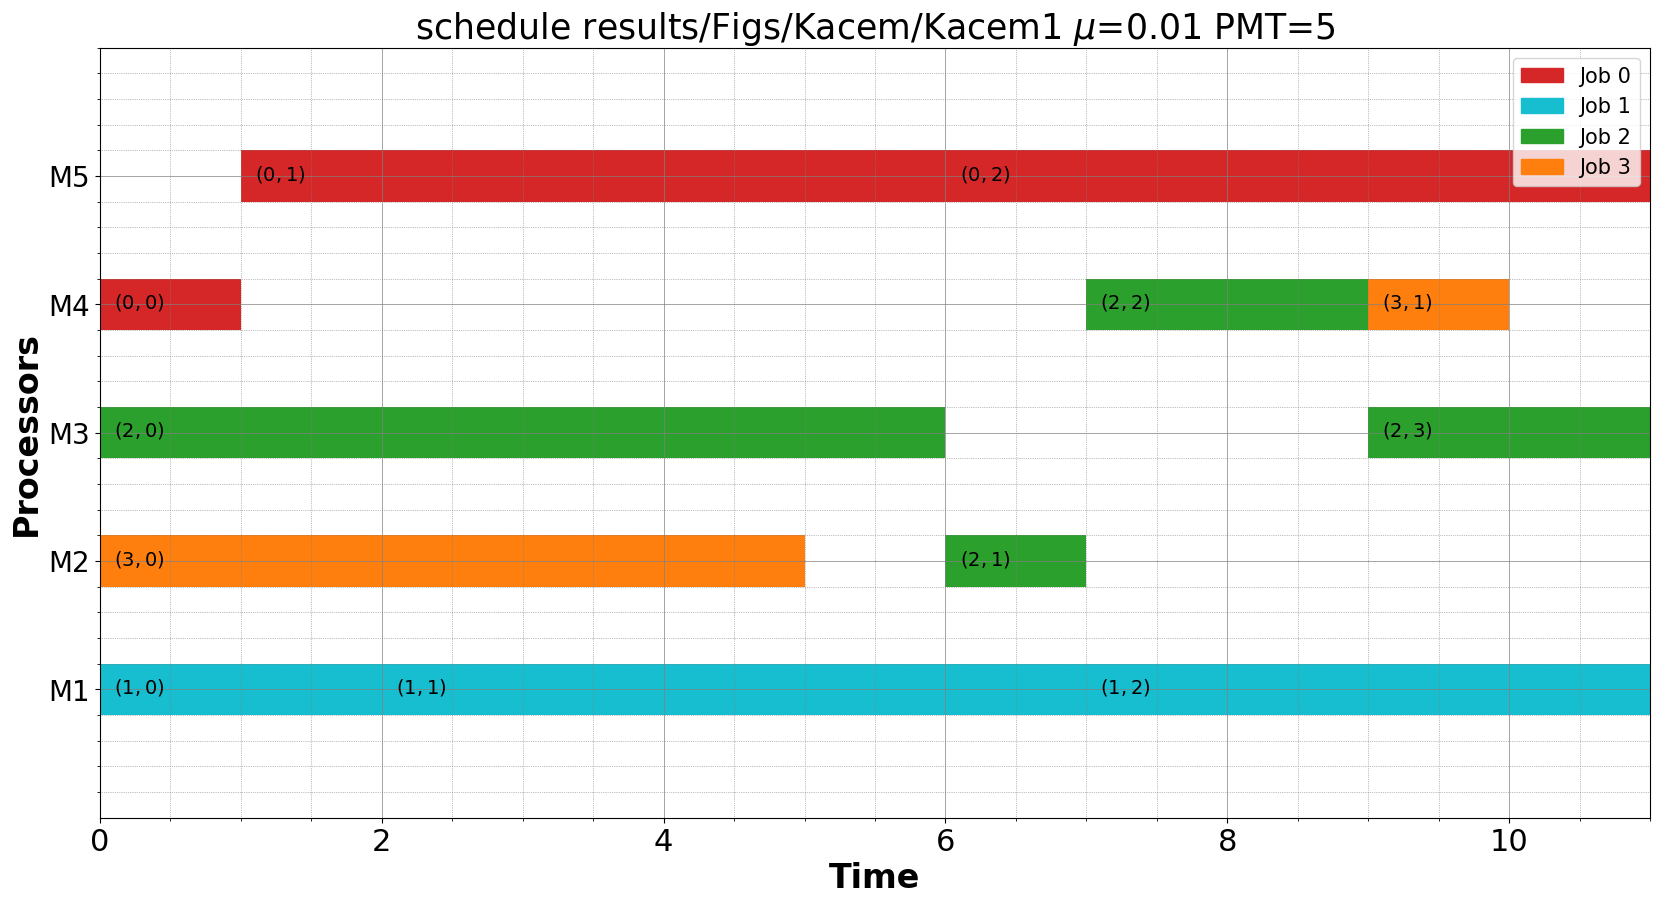 schedule results/Figs/Kacem/Kacem1 μ=0.01 PMT=5
Job 0
Job 1
Job 2
Job 3
M5
(0, 1)
(0, 2)
M4
(0, 0)
(2, 2)
(3, 1)
M3
(2, 0)
(2, 3)
M2
(3, 0)
(2, 1)
M1
(1, 0)
(1, 1)
(1, 2)
Processors
0 2 4 6 8 10
Time